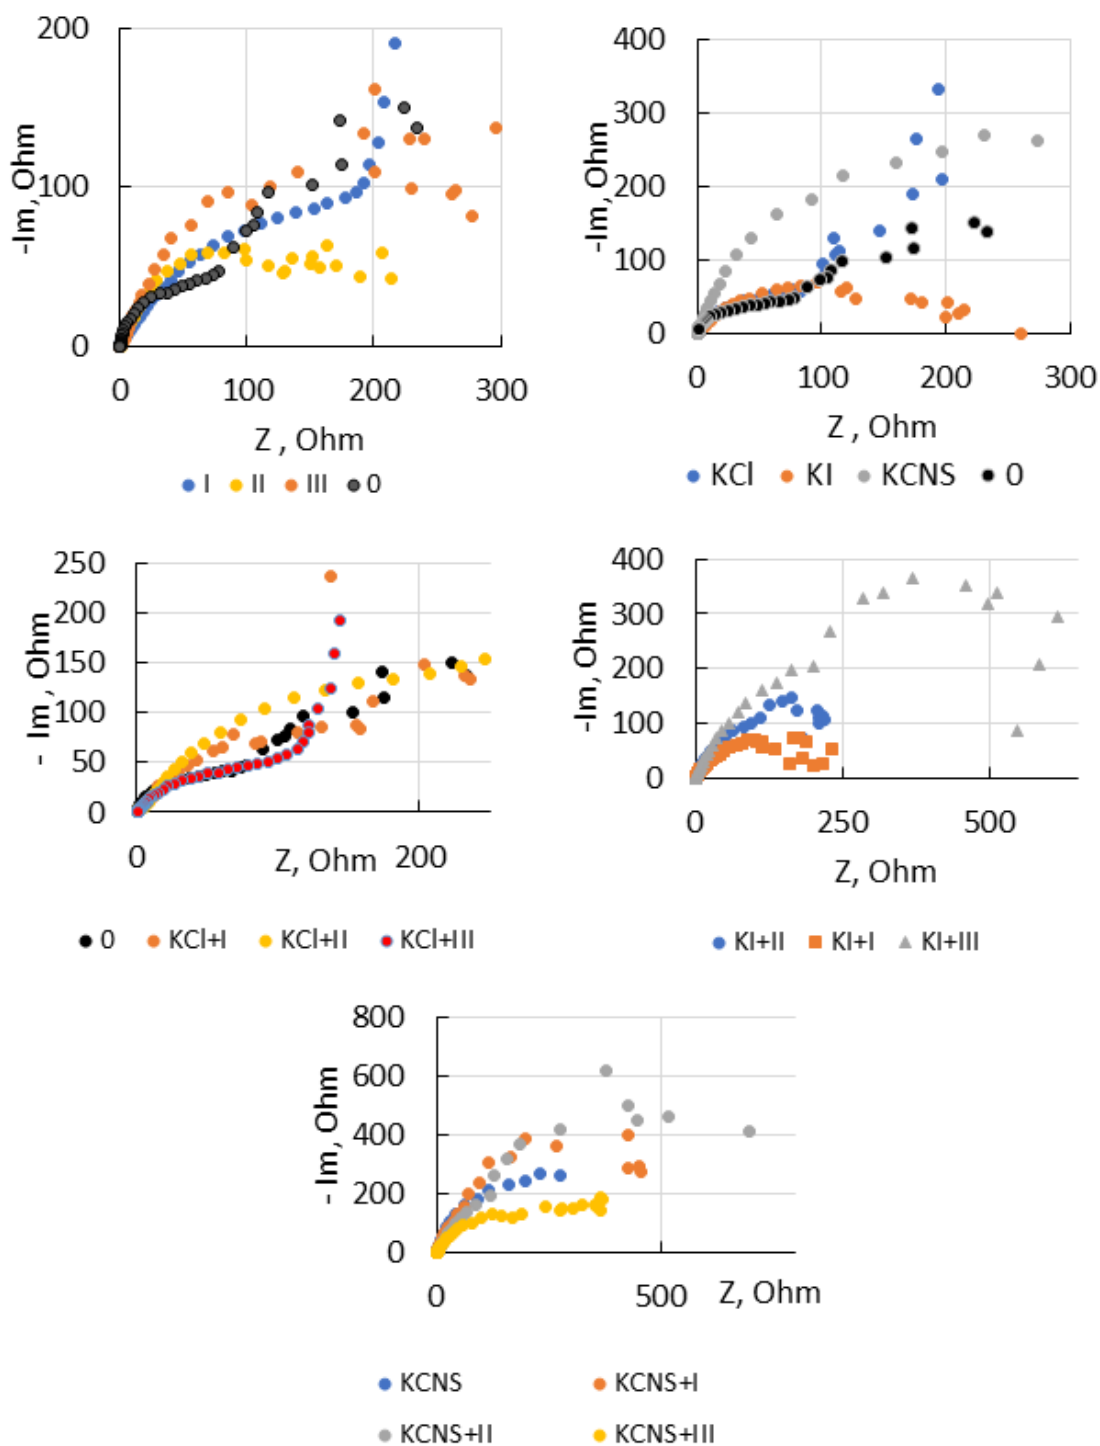 200
100
0
-Im, Ohm
0 100 200 300
Z , Ohm
I II III 0
400
300
200
100
0
-Im, Ohm
0 100 200 300
Z , Ohm
KCl KI KCNS 0
250
200
150
100
50
0
- Im , Ohm
0 Z, Ohm 200
0 KCl+I KCl+II KCl+III
400
300
200
100
0
-Im, Ohm
0 250 500
Z, Ohm
KI+II KI+I KI+III
800
600
400
200
0
- Im, Ohm
0 500 Z, Ohm
KCNS KCNS+I
KCNS+II KCNS+III